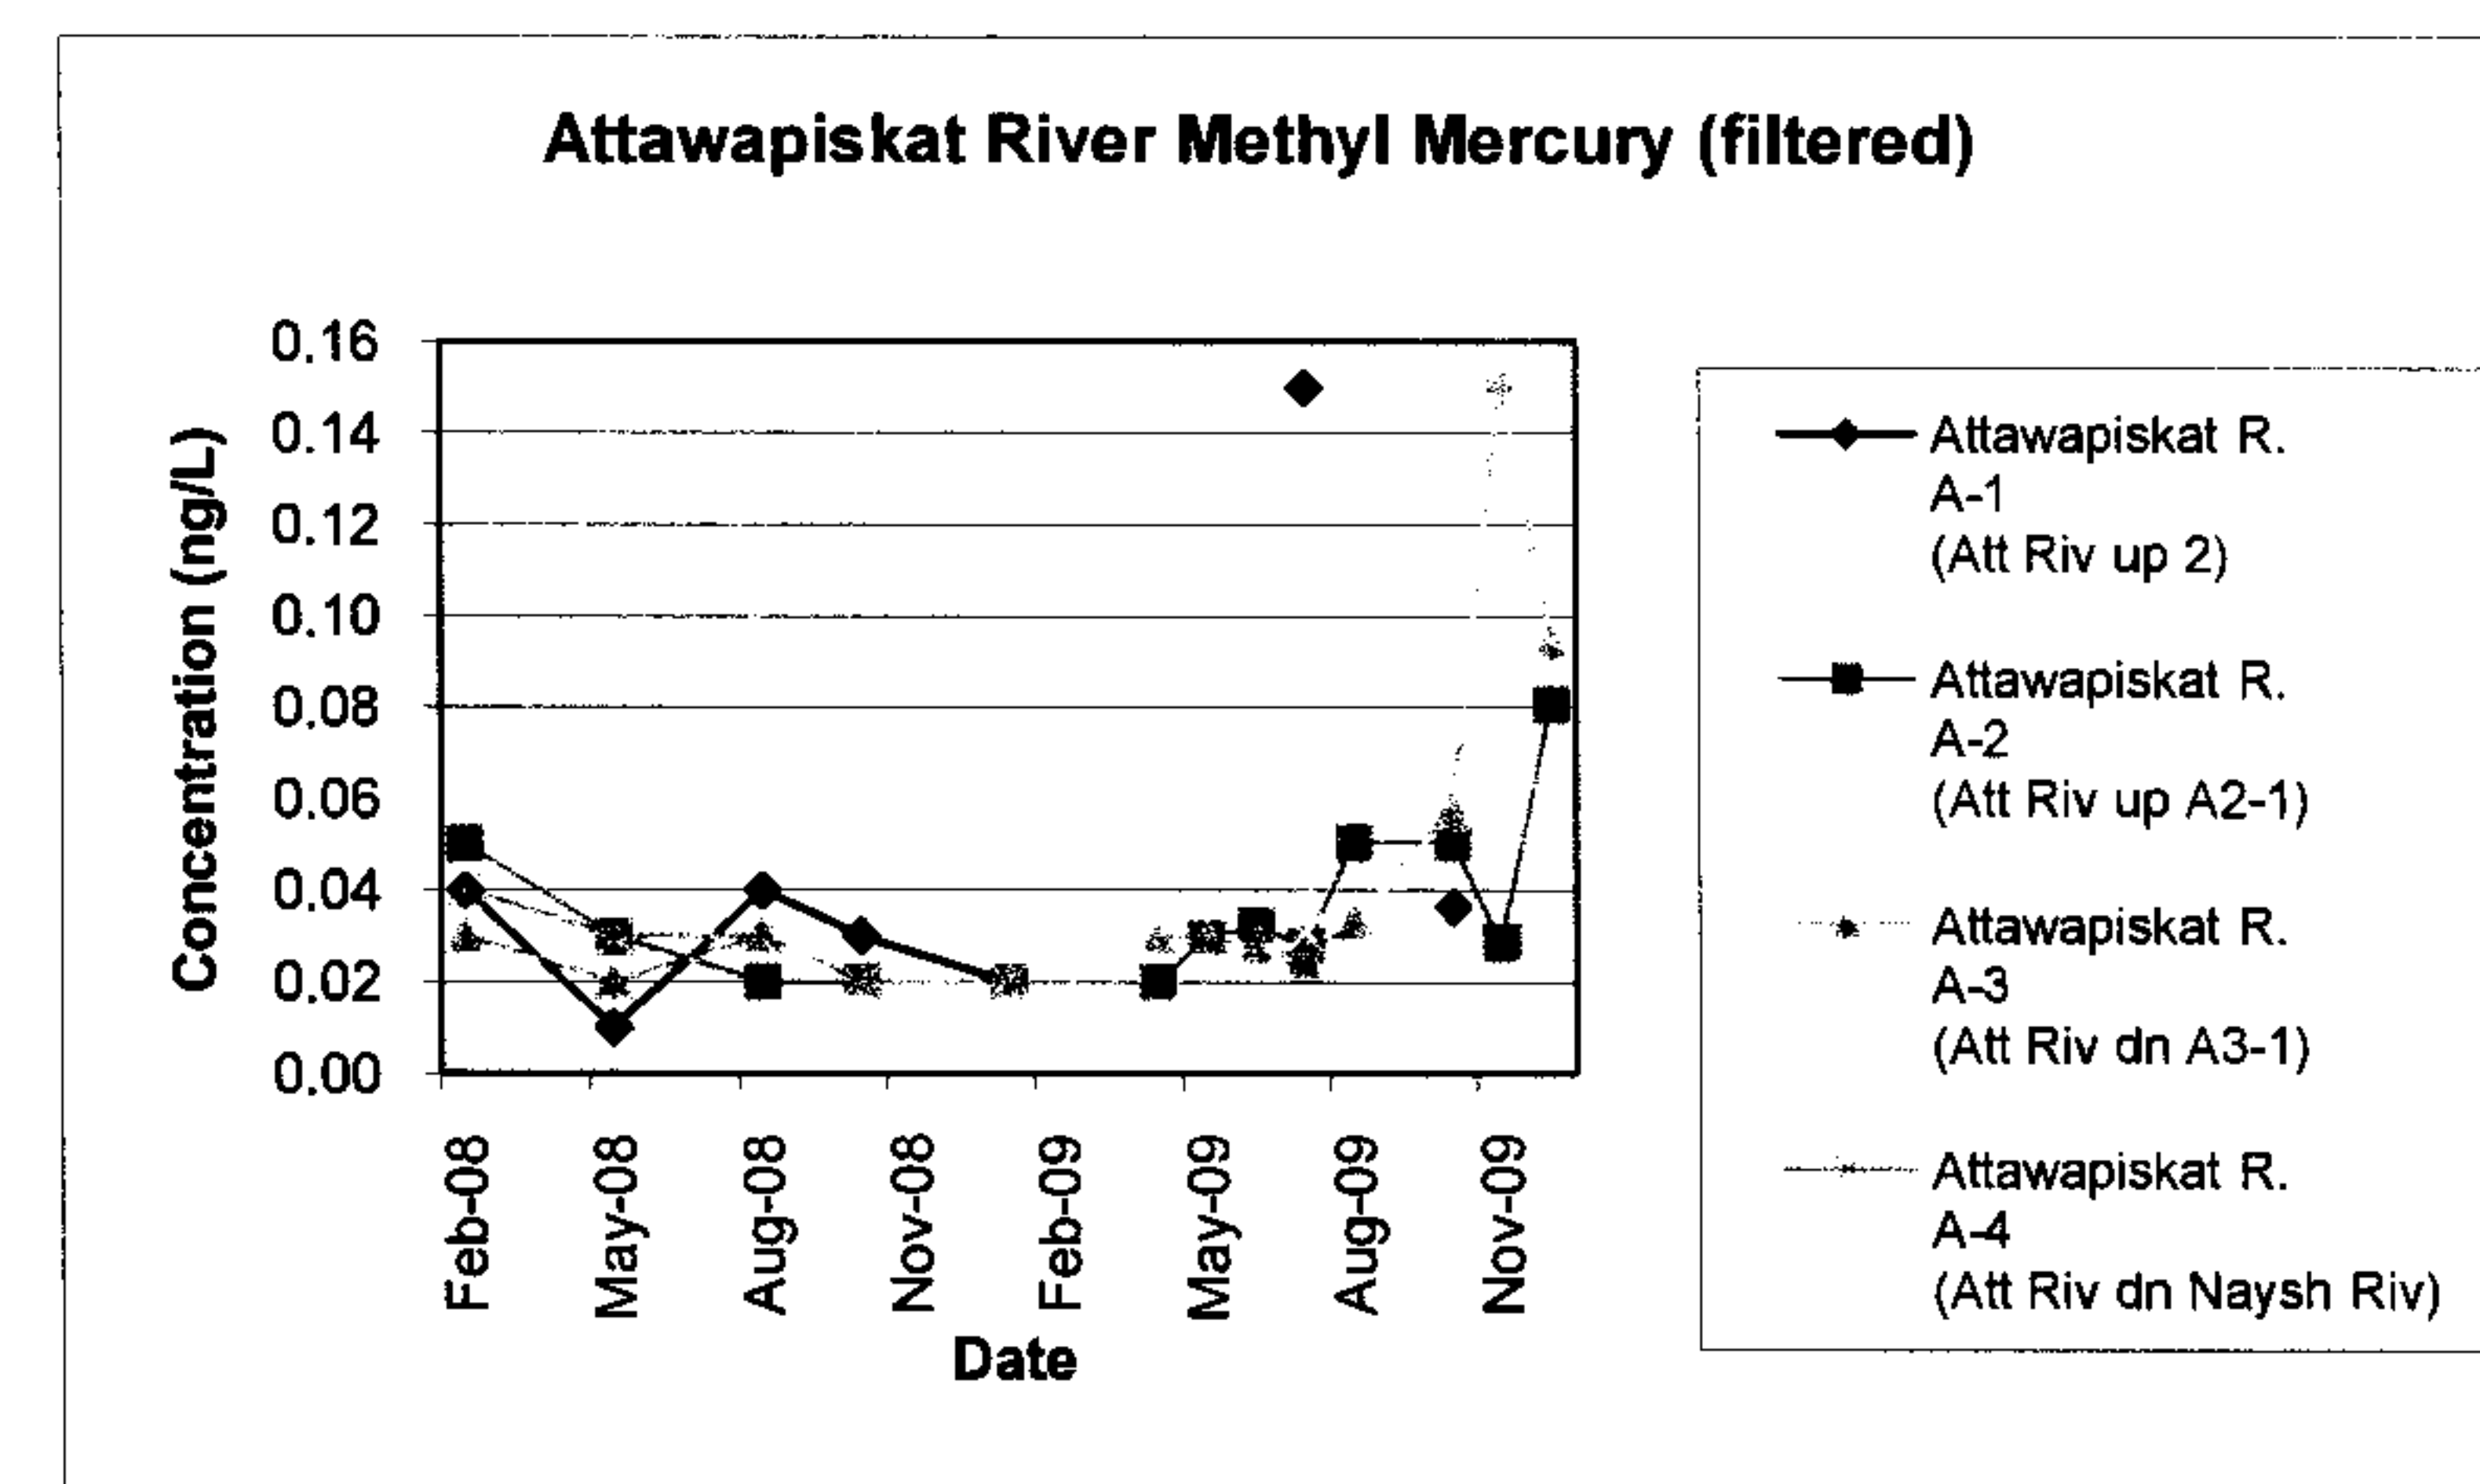 Attawapiskat River Methyl Mercury (filtered)
Concentration (ng/L)
0.16
0.14
0.12
0.10
0.08
0.06
0.04
0.02
0.00
Feb-08
May-08
Aug-08
Nov-08
Feb-09
May-09
Aug-09
Nov-09
Date
Attawapiskat R.
A-1
(Att Riv up 2)
Attawapiskat R.
A-2
(Att Riv up A2-1)
Attawapiskat R.
A-3
(Att Riv dn A3-1)
Attawapiskat R.
A-4
(Att Riv dn Naysh Riv)